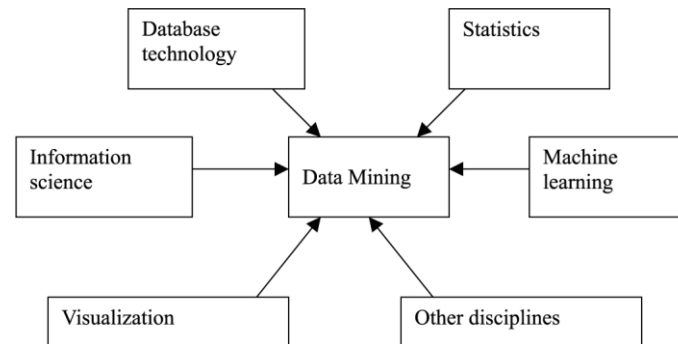 Database
technology
Statistics
Information
science
Data Mining
Machine
learning
Visualization
Other disciplines